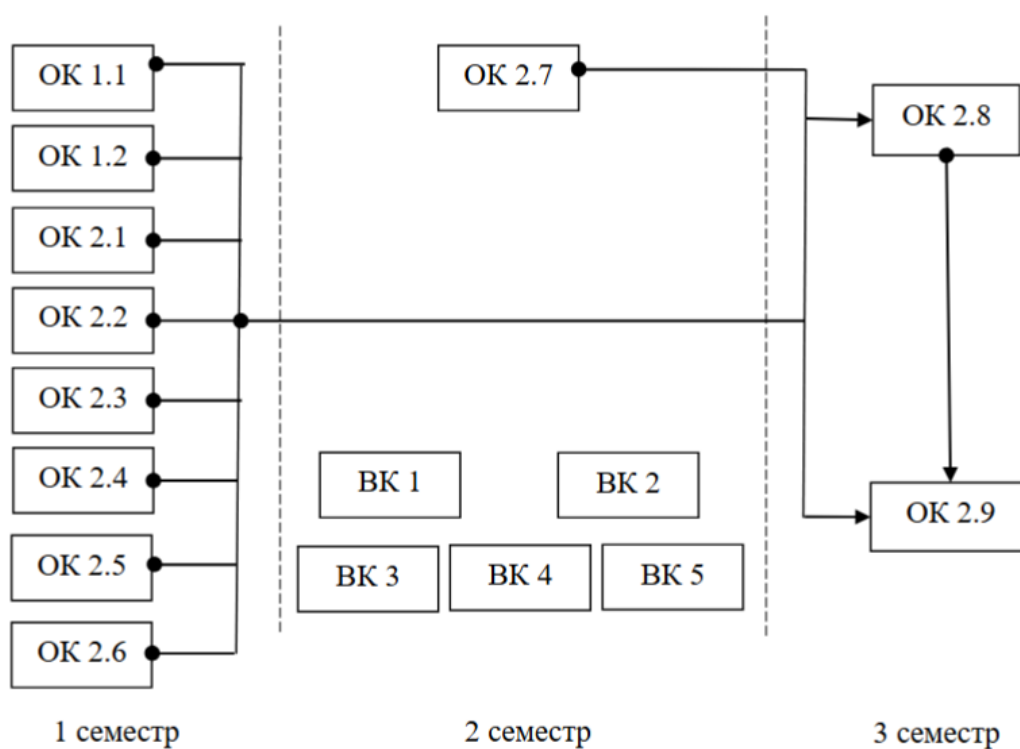 ОК 1.1
ОК 1.2
ОК 2.1
ОК 2.2
ОК 2.3
ОК 2.4
ОК 2.5
ОК 2.6
1 семестр
ОК 2.7
ВК 1
ВК 2
ВК 3
ВК 4
ВК 5
2 семестр
ОК 2.8
ОК 2.9
3 семестр